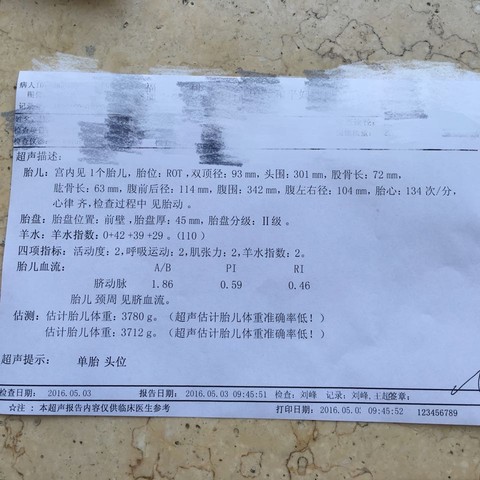 病人
超声描述:
胎儿: 宫内见 1个胎儿, 胎位: ROT ,双顶径: 93 mm, 头围: 301 mm, 股骨长: 72 mm,
肱骨长: 63 mm, 腹前后径: 114 mm, 腹围: 342 mm, 腹左右径: 104 mm, 胎心: 134 次/分,
心律 齐, 检查过程中 见胎动 。
胎盘: 胎盘位置: 前壁 , 胎盘厚: 45 mm, 胎盘分级: II级 。
羊水: 羊水指数: 0+42 +39 +29 。(110 )
四项指标: 活动度: 2, 呼吸运动: 2, 肌张力: 2, 羊水指数: 2。
胎儿血流: A/B PI RI
脐动脉 1.86 0.59 0.46
胎儿 颈周 见脐血流。
估测: 估计胎儿体重: 3780 g。(超声估计胎儿体重准确率低! )
估计胎儿体重: 3712 g。(超声估计胎儿体重准确率低! )
超声提示: 单胎 头位
检查日期: 2016.05.03 报告日期: 2016.05.03 09:45:51 检查: 刘峰 记录: 刘峰,王超签章:
☆注 : 本超声报告内容仅供临床医生参考 打印日期: 2016.05.0 09:45:52 123456789